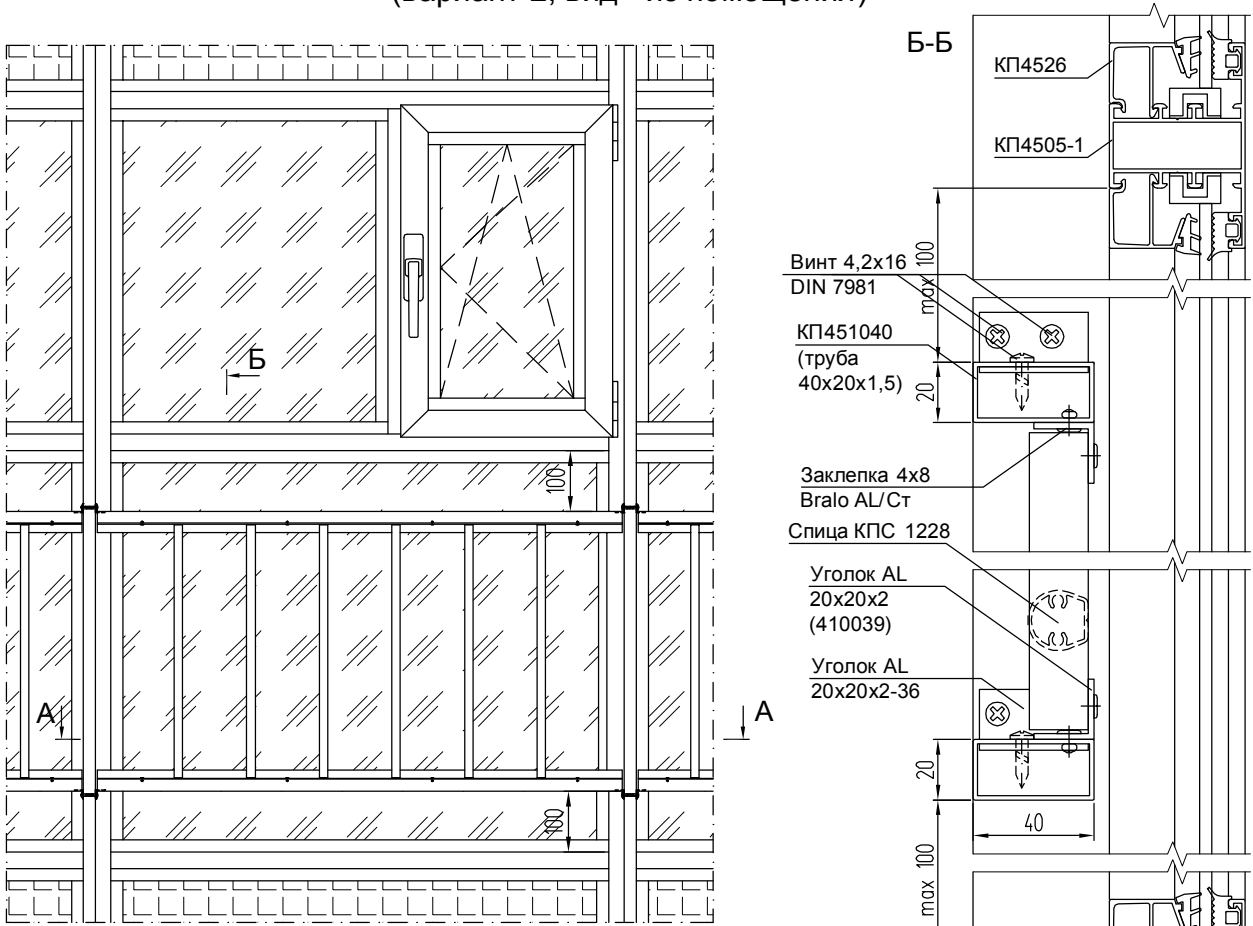 (вариант 2, вид - из помещения)
Б
100
А
А
100
Б-Б
КП4526
КП4505-1
max 100
Винт 4,2х16
DIN 7981
КП451040
(труба
40х20х1,5)
20
Заклепка 4х8
Bralo AL/Ст
Спица КПС 1228
Уголок AL
20х20х2
(410039)
Уголок AL
20х20х2-36
20
40
max 100